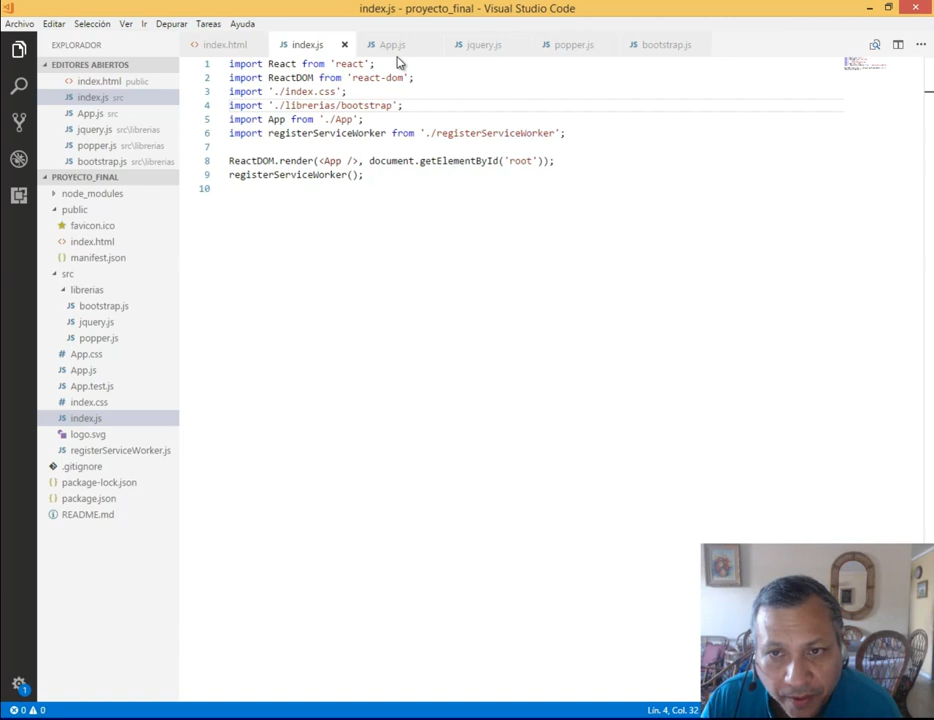 index.js - proyecto_final - Visual Studio Code
Archivo Editar Selección Ver Ir Depurar Tareas Ayuda
EXPLORADOR
index.html index.js App.js jquery.js popper.js bootstrap.js
EDITORES ABIERTOS
index.html public
index.js src
App.js src
jquery.js src\librerias
popper.js src\librerias
bootstrap.js src\librerias
PROYECTO_FINAL
node_modules
public
favicon.ico
index.html
manifest.json
src
librerias
bootstrap.js
jquery.js
popper.js
App.css
App.js
App.test.js
index.css
index.js
logo.svg
registerServiceWorker.js
.gitignore
package-lock.json
package.json
README.md
1 import React from 'react';
2 import ReactDOM from 'react-dom';
3 import './index.css';
4 import './librerias/bootstrap';
5 import App from './App';
6 import registerServiceWorker from './registerServiceWorker';
7
8 ReactDOM.render(<App />, document.getElementById('root'));
9 registerServiceWorker();
10
1
0 0
Lín. 4, Col. 32